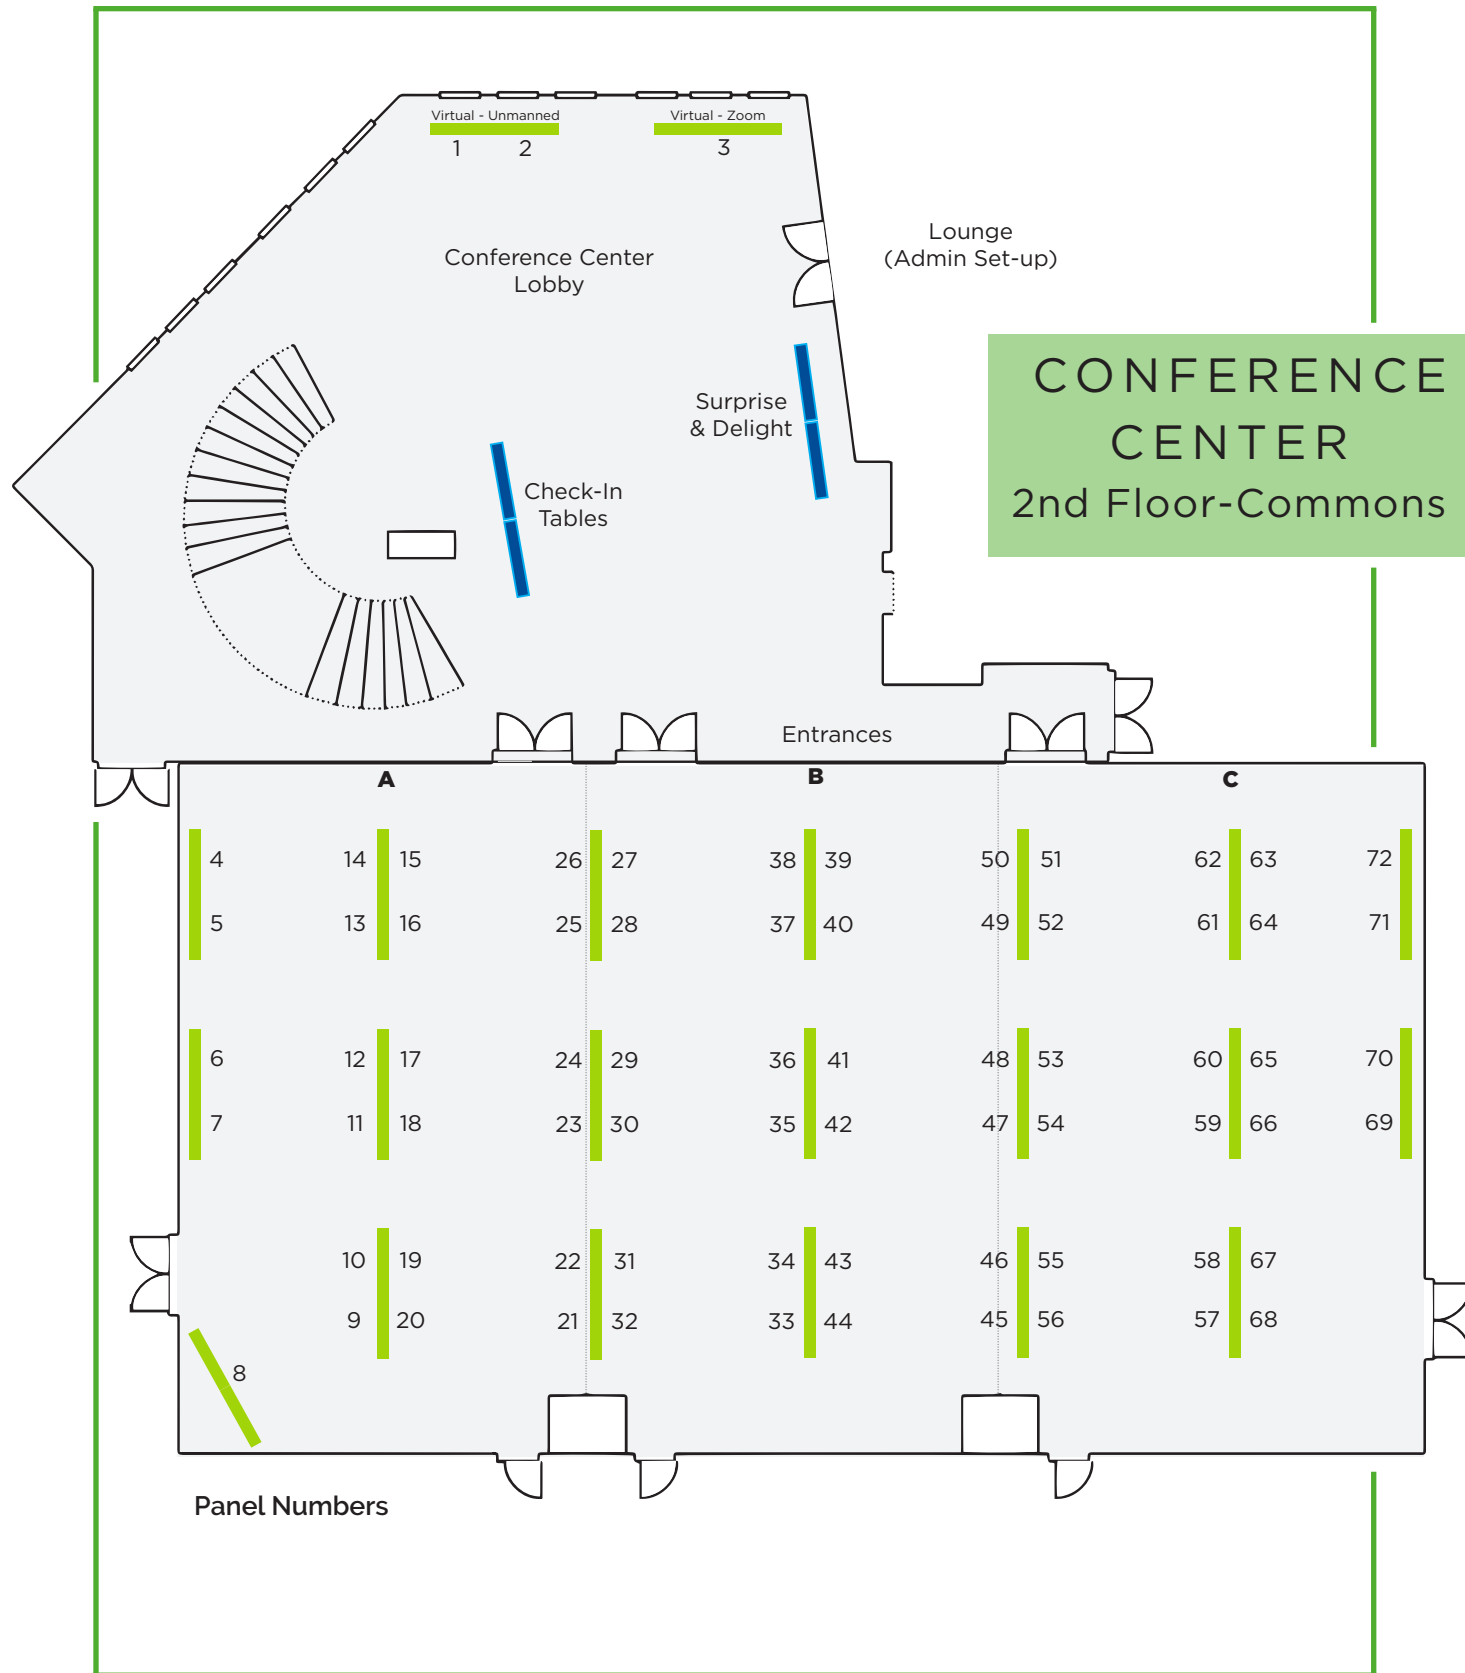 Virtual - Unmanned
Virtual - Zoom
1 2
3
Conference Center
Lobby
Lounge
(Admin Set-up)
CONFERENCE
CENTER
2nd Floor-Commons
Surprise
& Delight
Check-In
Tables
Entrances
A B C
4 14 15 26 27 38 39 50 51 62 63 72
5 13 16 25 28 37 40 49 52 61 64 71
6 12 17 24 29 36 41 48 53 60 65 70
7 11 18 23 30 35 42 47 54 59 66 69
10 19 22 31 34 43 46 55 58 67
9 20 21 32 33 44 45 56 57 68
8
Panel Numbers